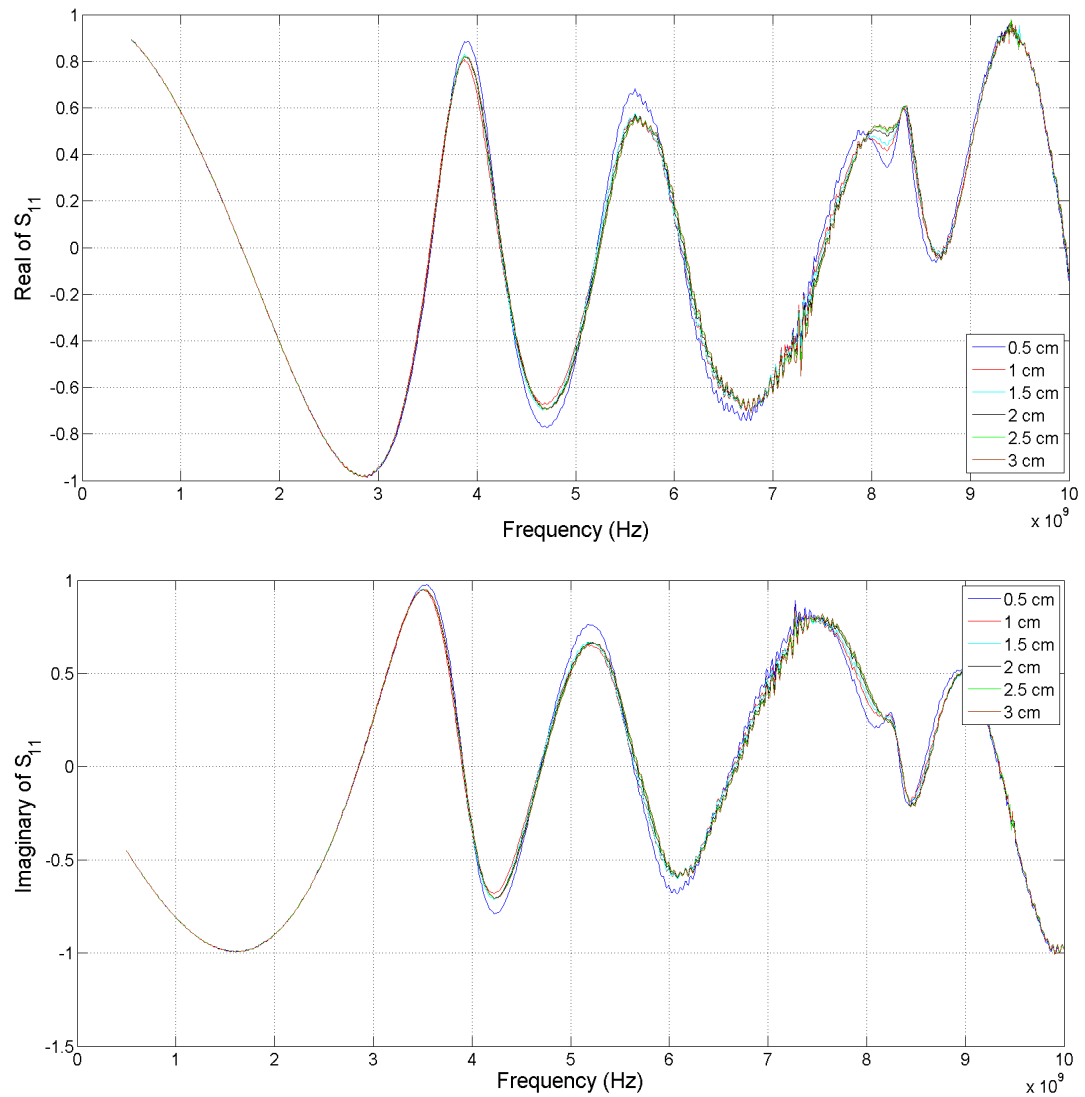 1
0.8
0.6
0.4
0.2
0
-0.2
-0.4
-0.6
-0.8
-1
Real of S11
0 1 2 3 4 5 6 7 8 9 10
x 10^9
Frequency (Hz)
0.5 cm
1 cm
1.5 cm
2 cm
2.5 cm
3 cm
1
0.5
0
-0.5
-1
-1.5
Imaginary of S11
0 1 2 3 4 5 6 7 8 9 10
x 10^9
Frequency (Hz)
0.5 cm
1 cm
1.5 cm
2 cm
2.5 cm
3 cm